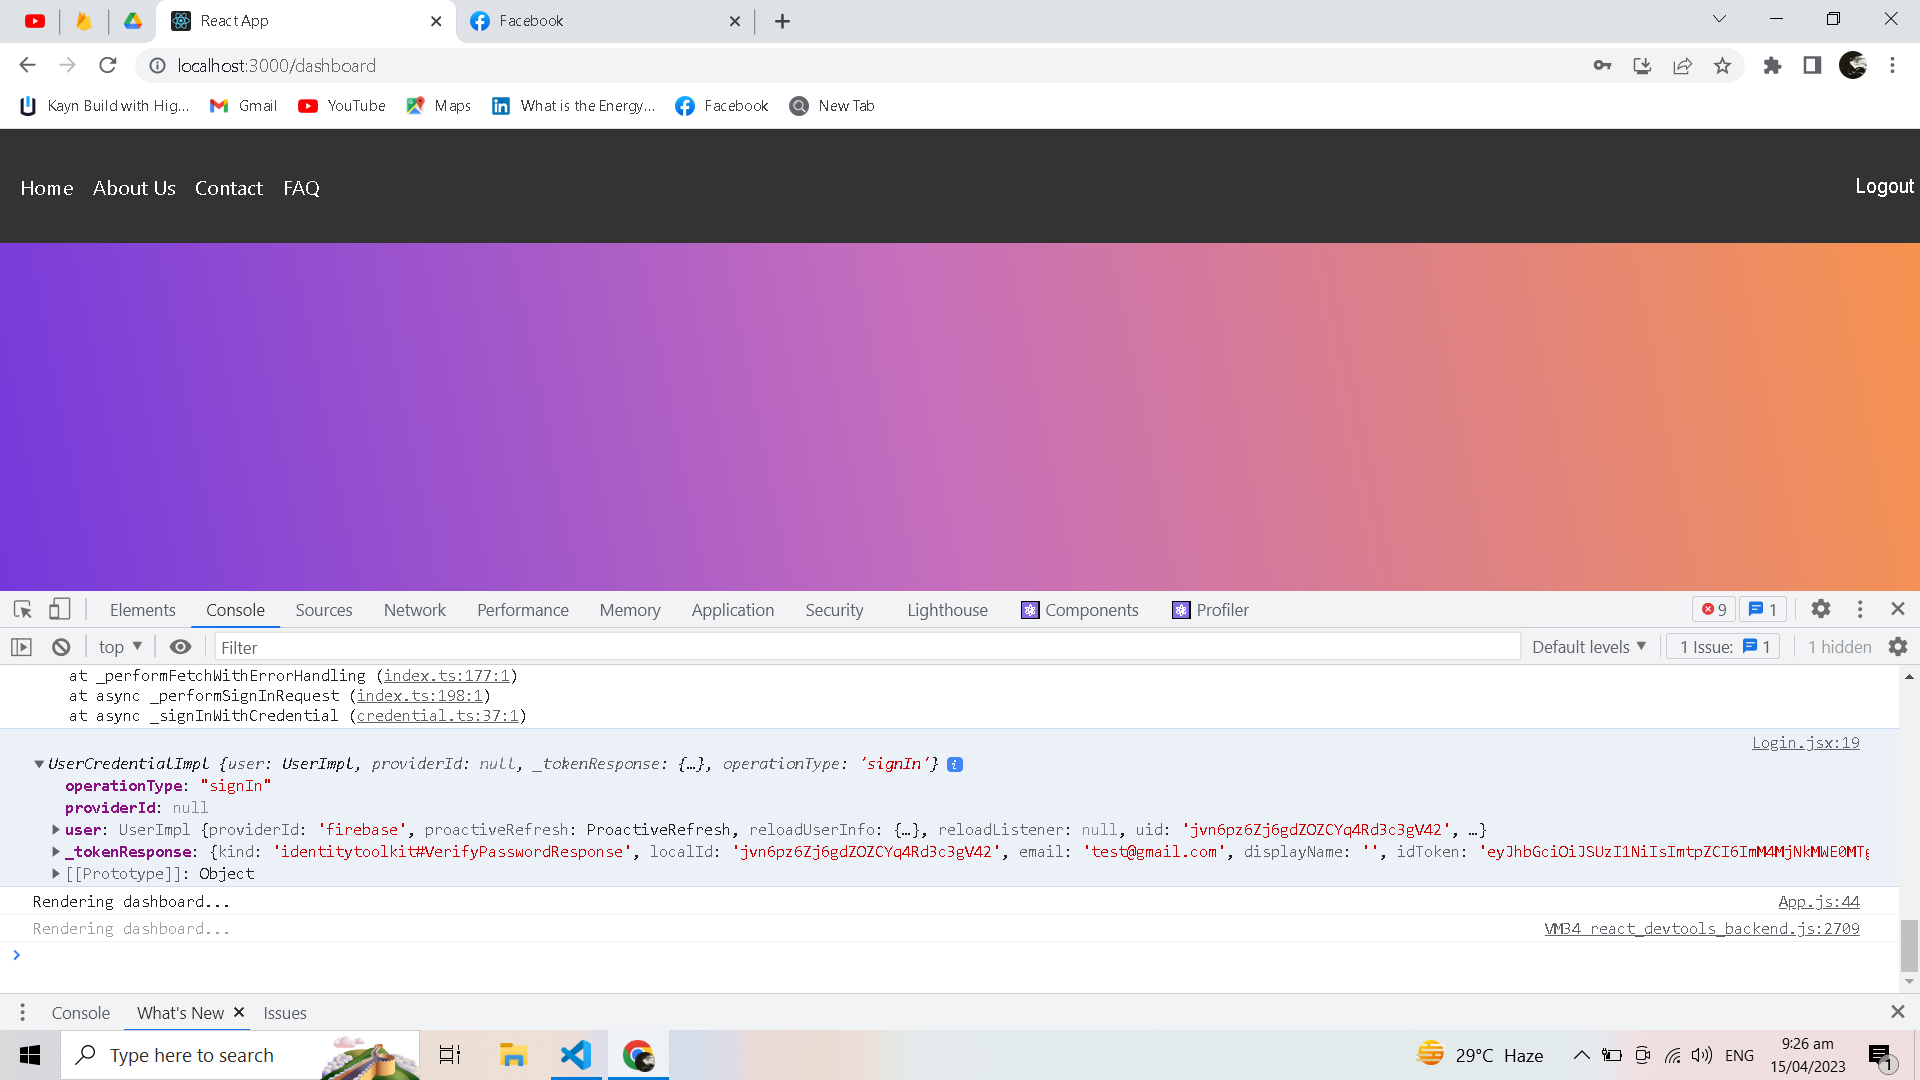 React App
Facebook
localhost:3000/dashboard
Kayn Build with Hig...
Gmail
YouTube
Maps
What is the Energy...
Facebook
New Tab
Home
About Us
Contact
FAQ
Logout
Elements
Console
Sources
Network
Performance
Memory
Application
Security
Lighthouse
Components
Profiler
9
1
top
Filter
Default levels
1 Issue: 1
1 hidden
at _performFetchWithErrorHandling (index.ts:177:1)
at async _performSignInRequest (index.ts:198:1)
at async _signInWithCredential (credential.ts:37:1)
Login.jsx:19
UserCredentialImpl {user: UserImpl, providerId: null, _tokenResponse: {…}, operationType: 'signIn'}
operationType: "signIn"
providerId: null
user: UserImpl {providerId: 'firebase', proactiveRefresh: ProactiveRefresh, reloadUserInfo: {…}, reloadListener: null, uid: 'jvn6pz6Zj6gdZOZCYq4Rd3c3gV42', …}
_tokenResponse: {kind: 'identitytoolkit#VerifyPasswordResponse', localId: 'jvn6pz6Zj6gdZOZCYq4Rd3c3gV42', email: 'test@gmail.com', displayName: '', idToken:
[[Prototype]]: Object
Rendering dashboard...
App.js:44
Rendering dashboard...
VM34 react_devtools_backend.js:2709
Console
What's New
Issues
Type here to search
29°C Haze
ENG
9:26 am
15/04/2023
1